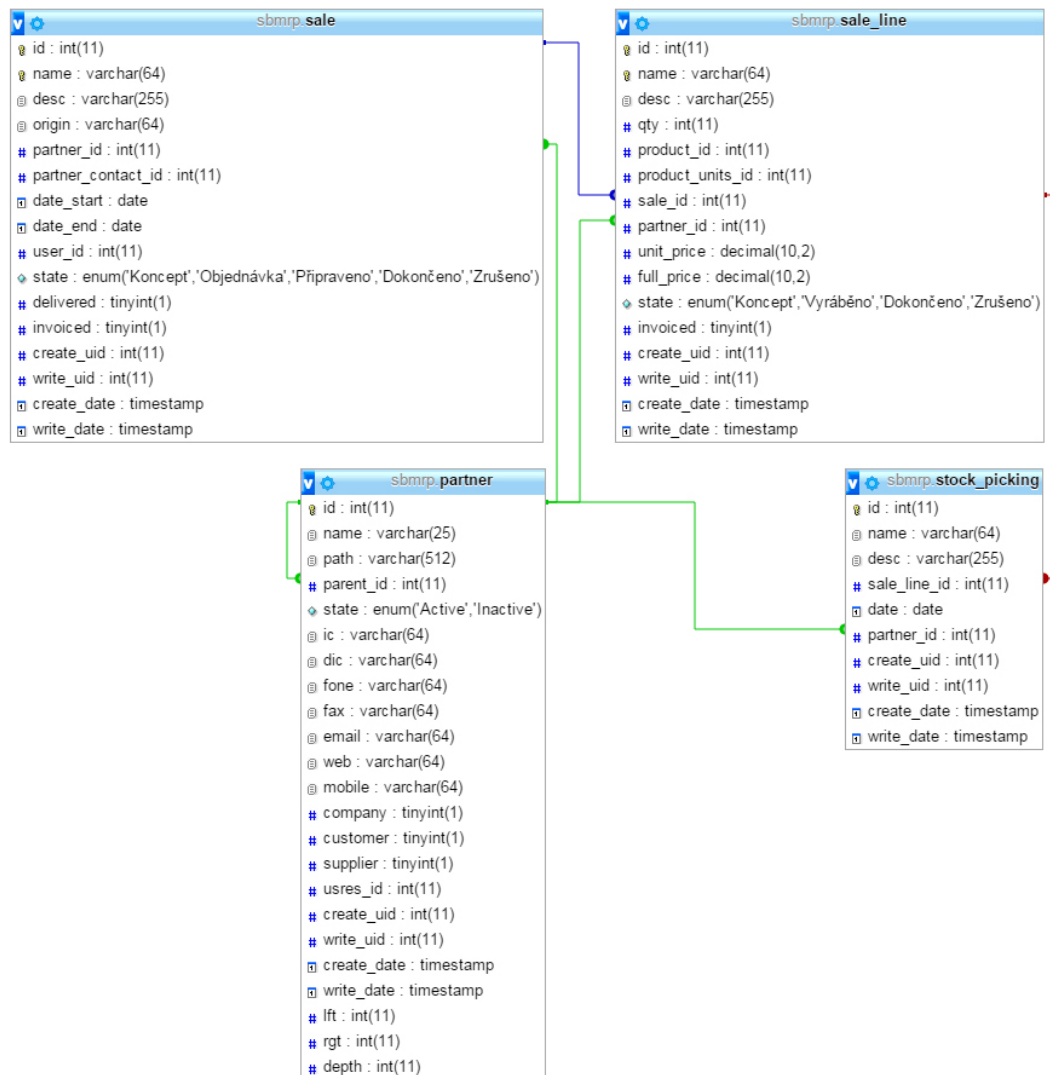 sbmrp.sale
id : int(11)
name : varchar(64)
desc : varchar(255)
origin : varchar(64)
partner_id : int(11)
partner_contact_id : int(11)
date_start : date
date_end : date
user_id : int(11)
state : enum('Koncept','Objednávka','Připraveno','Dokončeno','Zrušeno')
delivered : tinyint(1)
invoiced : tinyint(1)
create_uid : int(11)
write_uid : int(11)
create_date : timestamp
write_date : timestamp
sbmrp.sale_line
id : int(11)
name : varchar(64)
desc : varchar(255)
qty : int(11)
product_id : int(11)
product_units_id : int(11)
sale_id : int(11)
partner_id : int(11)
unit_price : decimal(10,2)
full_price : decimal(10,2)
state : enum('Koncept','Vyráběno','Dokončeno','Zrušeno')
invoiced : tinyint(1)
create_uid : int(11)
write_uid : int(11)
create_date : timestamp
write_date : timestamp
sbmrp.partner
id : int(11)
name : varchar(25)
path : varchar(512)
parent_id : int(11)
state : enum('Active','Inactive')
ic : varchar(64)
dic : varchar(64)
fone : varchar(64)
fax : varchar(64)
email : varchar(64)
web : varchar(64)
mobile : varchar(64)
company : tinyint(1)
customer : tinyint(1)
supplier : tinyint(1)
usres_id : int(11)
create_uid : int(11)
write_uid : int(11)
create_date : timestamp
write_date : timestamp
lft : int(11)
rgt : int(11)
depth : int(11)
sbmrp.stock_picking
id : int(11)
name : varchar(64)
desc : varchar(255)
sale_line_id : int(11)
date : date
partner_id : int(11)
create_uid : int(11)
write_uid : int(11)
create_date : timestamp
write_date : timestamp